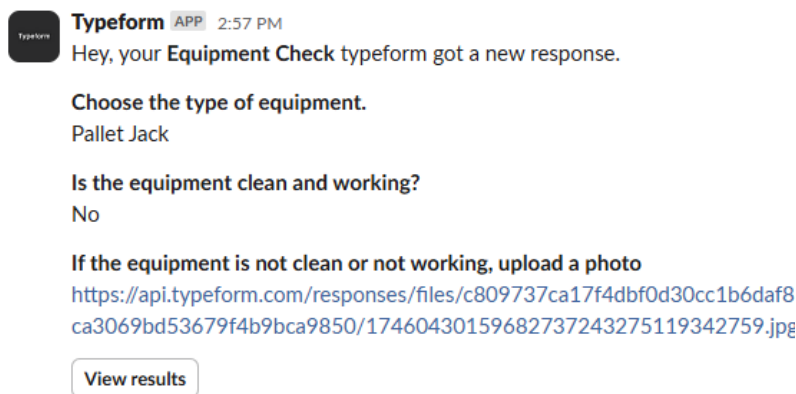 Typeform
Typeform APP 2:57 PM
Hey, your Equipment Check typeform got a new response.
Choose the type of equipment.
Pallet Jack
Is the equipment clean and working?
No
If the equipment is not clean or not working, upload a photo
https://api.typeform.com/responses/files/c809737ca17f4dbf0d30cc1b6daf8
ca3069bd53679f4b9bca9850/17460430159682737243275119342759.jpg
View results